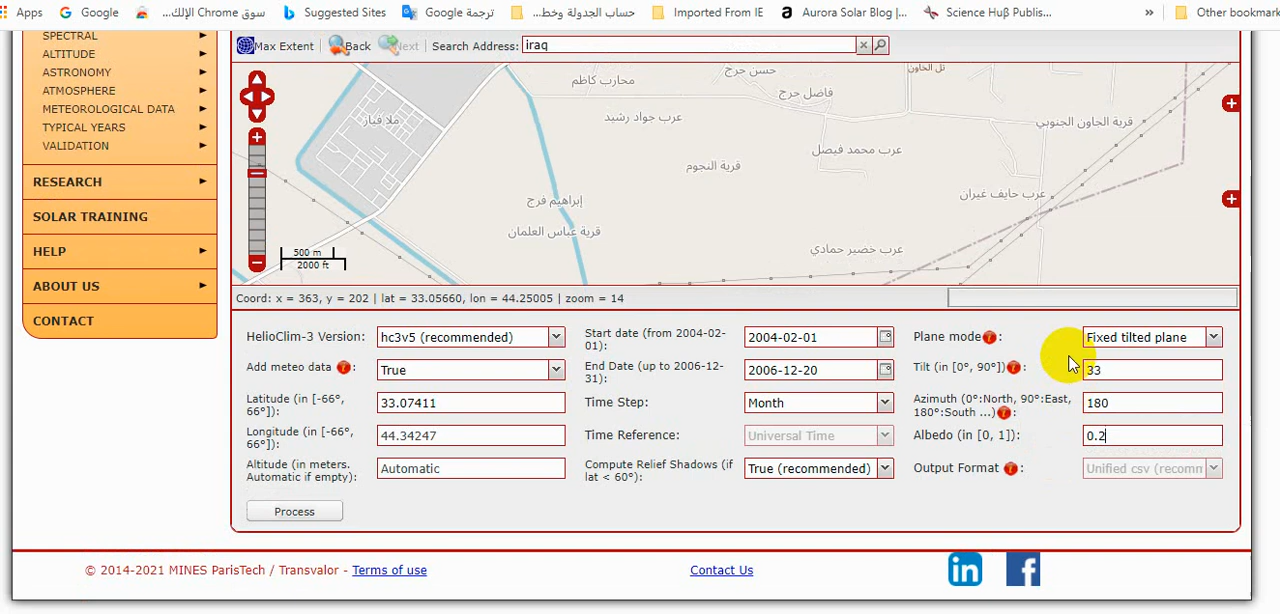 Apps
Google
سوق Chrome الإلك...
Suggested Sites
ترجمة Google
حساب الجدولة وخط...
Imported From IE
Aurora Solar Blog |...
Science Huβ Publis...
»
Other bookmark
SPECTRAL
ALTITUDE
ASTRONOMY
ATMOSPHERE
METEOROLOGICAL DATA
TYPICAL YEARS
VALIDATION
RESEARCH
SOLAR TRAINING
HELP
ABOUT US
CONTACT
Max Extent
Back
Next
Search Address:
iraq
محارب كاظم
حسن حرج
تل الخاون
فاضل حرج
ملا فياز
عرب جواد رشيد
قرية الخاون الجنوبي
عرب محمد فيصل
قرية النجوم
عرب حايف غيران
إبراهيم فرج
قرية عباس العلمان
عرب خضير حمادي
500 m
2000 ft
Coord: x = 363, y = 202 | lat = 33.05660, lon = 44.25005 | zoom = 14
HelioClim-3 Version:
hc3v5 (recommended)
Add meteo data :
True
Latitude (in [-66°,
66°]):
33.07411
Longitude (in [-66°,
66°]):
44.34247
Altitude (in meters.
Automatic if empty):
Automatic
Start date (from 2004-02-
01):
2004-02-01
End Date (up to 2006-12-
31):
2006-12-20
Time Step:
Month
Time Reference:
Universal Time
Compute Relief Shadows (if
lat < 60°):
True (recommended)
Plane mode :
Fixed tilted plane
Tilt (in [0°, 90°]) :
33
Azimuth (0°:North, 90°:East,
180°:South ...) :
180
Albedo (in [0, 1]):
0.2
Output Format :
Unified csv (recomm
Process
© 2014-2021 MINES ParisTech / Transvalor - Terms of use
Contact Us
in
f